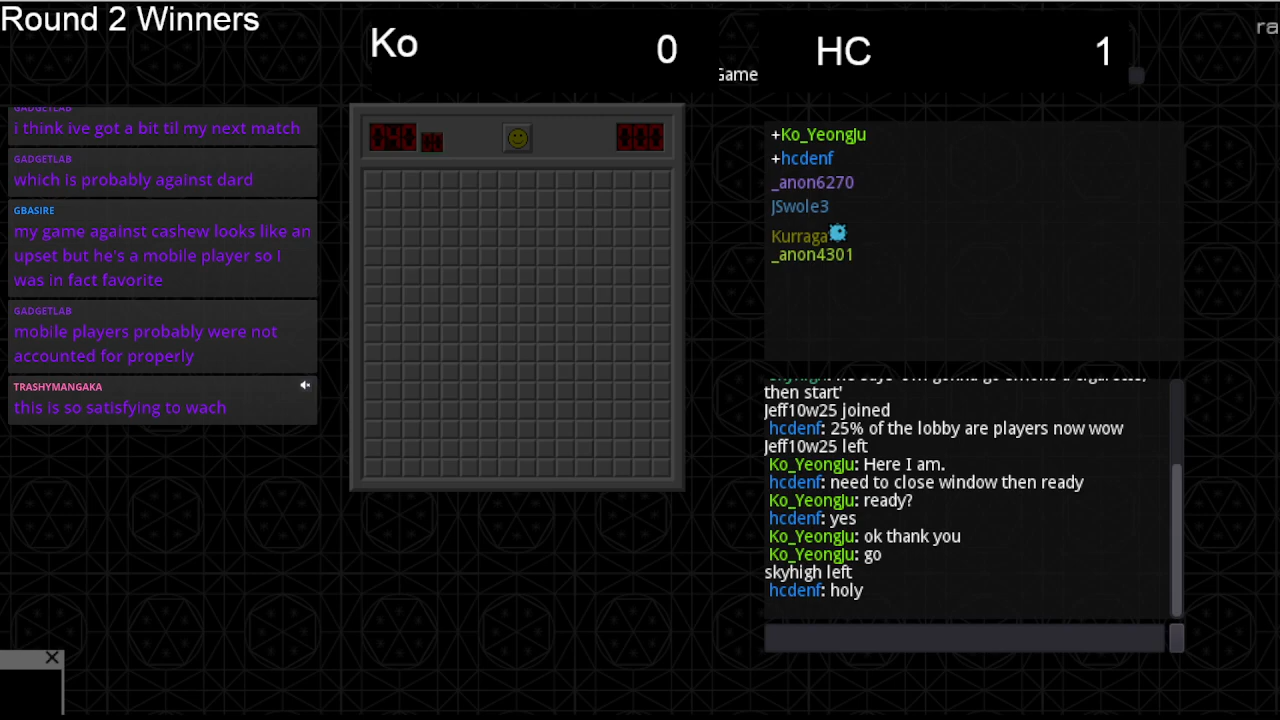 Round 2 Winners
Ko 0
HC 1
ra
Game
GADGETLAB
i think ive got a bit til my next match
GADGETLAB
which is probably against dard
GBASIRE
my game against cashew looks like an
upset but he's a mobile player so I
was in fact favorite
GADGETLAB
mobile players probably were not
accounted for properly
TRASHYMANGAKA
this is so satisfying to wach
+Ko_YeongJu
+hcdenf
_anon6270
JSwole3
Kurraga
_anon4301
then start'
Jeff10w25 joined
hcdenf: 25% of the lobby are players now wow
Jeff10w25 left
Ko_YeongJu: Here I am.
hcdenf: need to close window then ready
Ko_YeongJu: ready?
hcdenf: yes
Ko_YeongJu: ok thank you
Ko_YeongJu: go
skyhigh left
hcdenf: holy